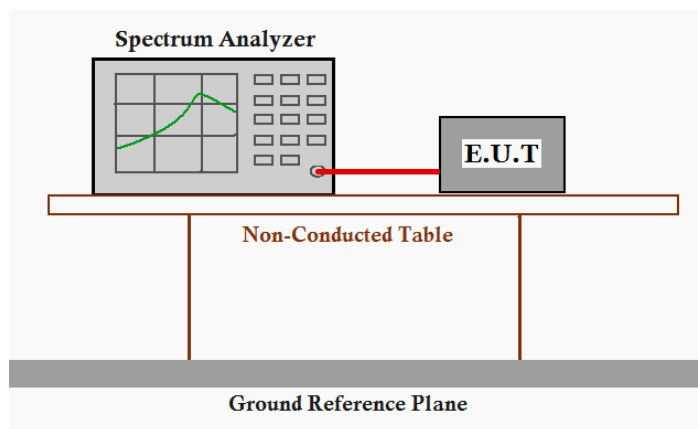 Spectrum Analyzer
E.U.T
Non-Conducted Table
Ground Reference Plane